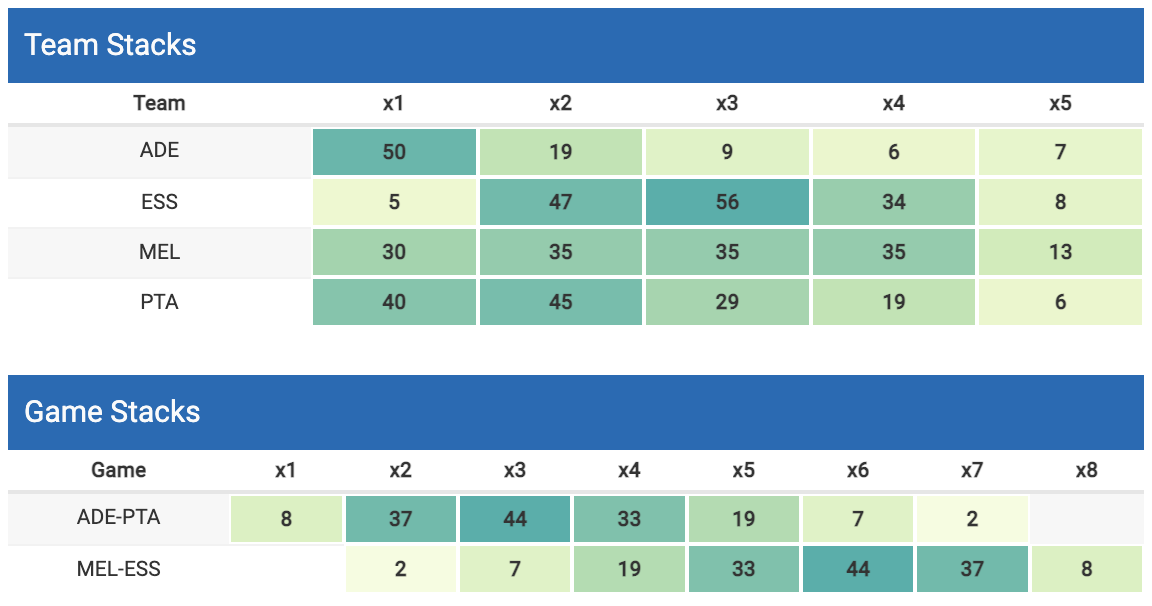 Team Stacks
Team x1 x2 x3 x4 x5
ADE 50 19 9 6 7
ESS 5 47 56 34 8
MEL 30 35 35 35 13
PTA 40 45 29 19 6
Game Stacks
Game x1 x2 x3 x4 x5 x6 x7 x8
ADE-PTA 8 37 44 33 19 7 2
MEL-ESS 2 7 19 33 44 37 8